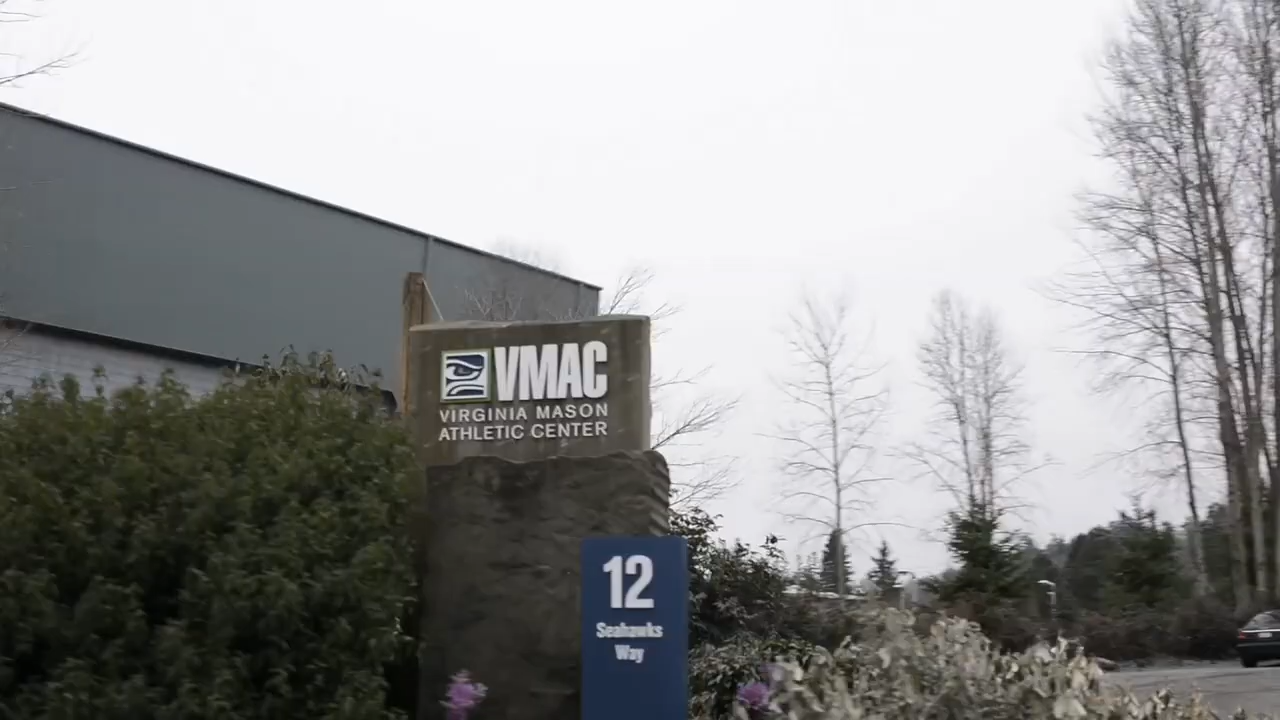 VMAC
VIRGINIA MASON
ATHLETIC CENTER
12
Seahawks
Way